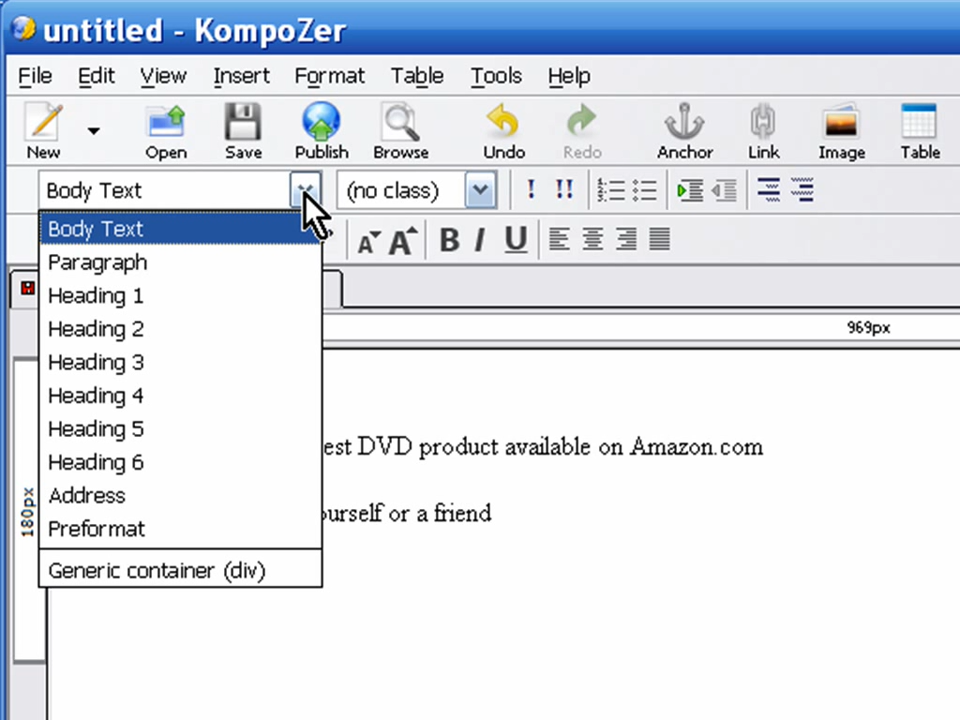 untitled - KompoZer
File Edit View Insert Format Table Tools Help
New Open Save Publish Browse Undo Redo Anchor Link Image Table
Body Text (no class) ! !!
A A B I U
Body Text
Paragraph
Heading 1
Heading 2
Heading 3
Heading 4
Heading 5
Heading 6
Address
Preformat
Generic container (div)
969px
180px
est DVD product available on Amazon.com
ourself or a friend